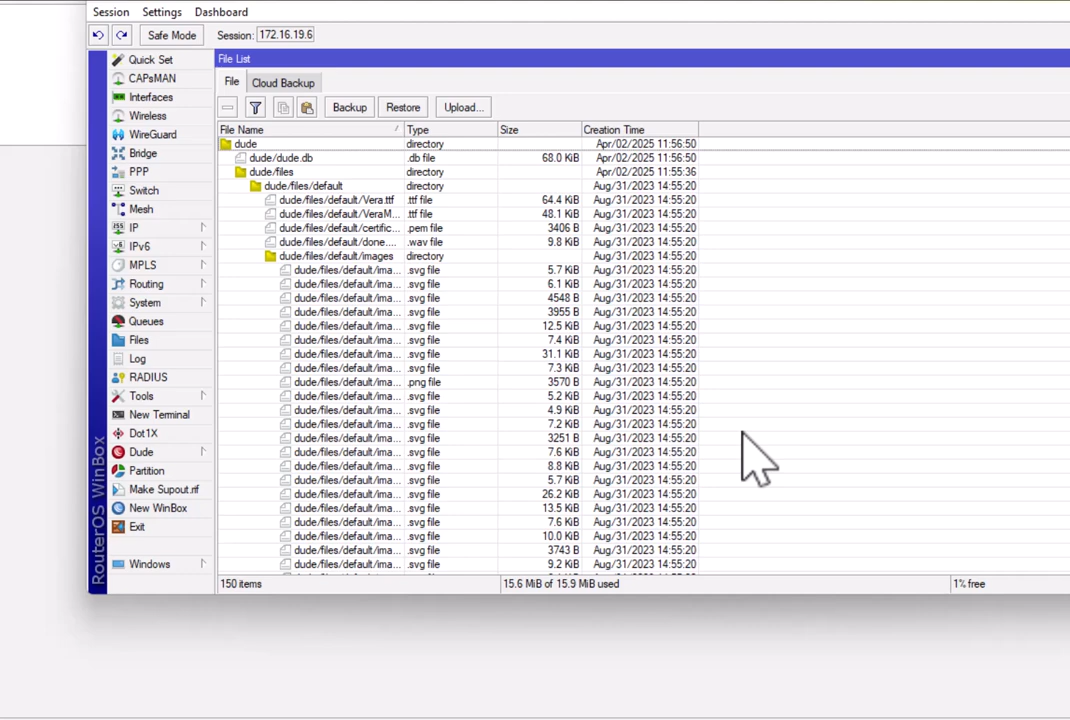 Session Settings Dashboard
Safe Mode Session: 172.16.19.6
Quick Set
CAPsMAN
Interfaces
Wireless
WireGuard
Bridge
PPP
Switch
Mesh
IP
IPv6
MPLS
Routing
System
Queues
Files
Log
RADIUS
Tools
New Terminal
Dot1X
Dude
Partition
Make Supout.rif
New WinBox
Exit
Windows
RouterOS WinBox
File List
File Cloud Backup
Backup Restore Upload...
File Name Type Size Creation Time
dude directory Apr/02/2025 11:56:50
dude/dude.db .db file 68.0 KiB Apr/02/2025 11:56:50
dude/files directory Apr/02/2025 11:55:36
dude/files/default directory Aug/31/2023 14:55:20
dude/files/default/Vera.ttf .ttf file 64.4 KiB Aug/31/2023 14:55:20
dude/files/default/VeraM... .ttf file 48.1 KiB Aug/31/2023 14:55:20
dude/files/default/certific... .pem file 3406 B Aug/31/2023 14:55:20
dude/files/default/done.... .wav file 9.8 KiB Aug/31/2023 14:55:20
dude/files/default/images directory Aug/31/2023 14:55:20
dude/files/default/ima... .svg file 5.7 KiB Aug/31/2023 14:55:20
dude/files/default/ima... .svg file 6.1 KiB Aug/31/2023 14:55:20
dude/files/default/ima... .svg file 4548 B Aug/31/2023 14:55:20
dude/files/default/ima... .svg file 3955 B Aug/31/2023 14:55:20
dude/files/default/ima... .svg file 12.5 KiB Aug/31/2023 14:55:20
dude/files/default/ima... .svg file 7.4 KiB Aug/31/2023 14:55:20
dude/files/default/ima... .svg file 31.1 KiB Aug/31/2023 14:55:20
dude/files/default/ima... .svg file 7.3 KiB Aug/31/2023 14:55:20
dude/files/default/ima... .png file 3570 B Aug/31/2023 14:55:20
dude/files/default/ima... .svg file 5.2 KiB Aug/31/2023 14:55:20
dude/files/default/ima... .svg file 4.9 KiB Aug/31/2023 14:55:20
dude/files/default/ima... .svg file 7.2 KiB Aug/31/2023 14:55:20
dude/files/default/ima... .svg file 3251 B Aug/31/2023 14:55:20
dude/files/default/ima... .svg file 7.6 KiB Aug/31/2023 14:55:20
dude/files/default/ima... .svg file 8.8 KiB Aug/31/2023 14:55:20
dude/files/default/ima... .svg file 5.7 KiB Aug/31/2023 14:55:20
dude/files/default/ima... .svg file 26.2 KiB Aug/31/2023 14:55:20
dude/files/default/ima... .svg file 13.5 KiB Aug/31/2023 14:55:20
dude/files/default/ima... .svg file 7.6 KiB Aug/31/2023 14:55:20
dude/files/default/ima... .svg file 10.0 KiB Aug/31/2023 14:55:20
dude/files/default/ima... .svg file 3743 B Aug/31/2023 14:55:20
dude/files/default/ima... .svg file 9.2 KiB Aug/31/2023 14:55:20
150 items 15.6 MiB of 15.9 MiB used 1% free